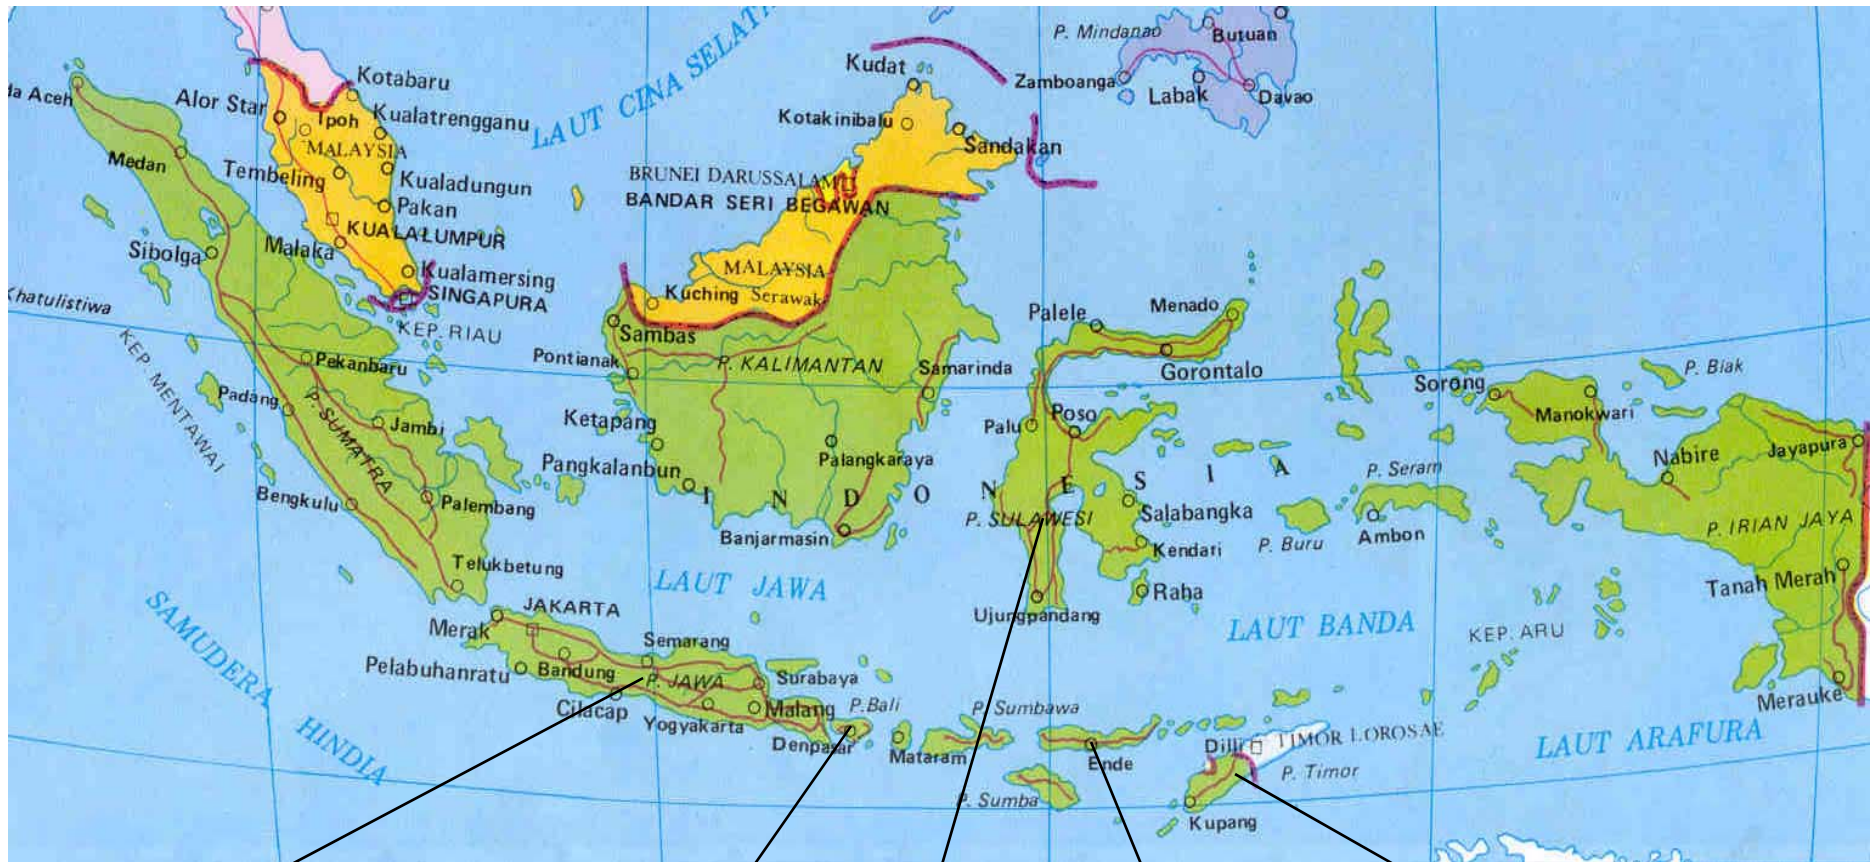 P. Mindanao
Butuan
Zamboanga
Labak
Davao
Kudat
LAUT CINA
Kotabaru
da Aceh
Alor Star
Ipoh
Kualatrengganu
MALAYSIA
Kotakinibalu
Sandakan
Medan
Tembeling
Kualadungun
BRUNEI DARUSSALAM
BANDAR SERI BEGAWAN
Pakan
KUALALUMPUR
Sibolga
Malaka
Kualamersing
MALAYSIA
SINGAPURA
Kuching
Serawak
Khatulistiwa
KEP. RIAU
Sambas
Palele
Menado
KEP. MENTAWAI
Pekanbaru
Pontianak
P. KALIMANTAN
Samarinda
Gorontalo
P. Biak
Sorong
Manokwari
Padang
P. SUMATRA
Jambi
Ketapang
Palu
Poso
Jayapura
Nabire
Pangkalanbun
Palangkaraya
P. Seram
INDONESIA
Bengkulu
Palembang
Banjarmasin
P. SULAWESI
Salabangka
Kendari
P. Buru
Ambon
P. IRIAN JAYA
Telukbetung
LAUT JAWA
Raha
Tanah Merah
SAMUDERA HINDIA
JAKARTA
Merak
Ujungpandang
LAUT BANDA
KEP. ARU
Semarang
Pelabuhanratu
Bandung
P. JAWA
Surabaya
Cilacap
Yogyakarta
Malang
P.Bali
P. Sumbawa
Merauke
Denpasar
Mataram
Ende
Dilli
TIMOR LOROSAE
LAUT ARAFURA
P. Sumba
P. Timor
Kupang